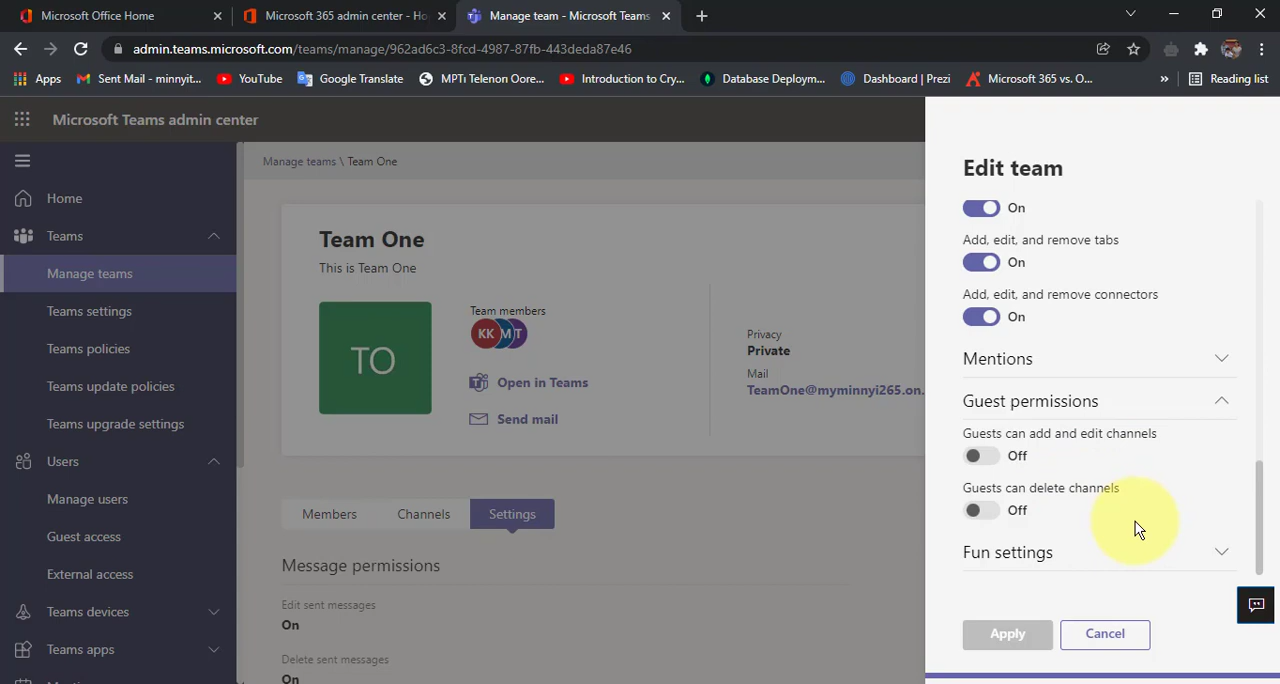 Microsoft Office Home
Microsoft 365 admin center - Ho
Manage team - Microsoft Teams
admin.teams.microsoft.com/teams/manage/962ad6c3-8fcd-4987-87fb-443deda87e46
Apps
Sent Mail - minnyit...
YouTube
Google Translate
MPTi Telenon Oore...
Introduction to Cry...
Database Deploym...
Dashboard | Prezi
Microsoft 365 vs. O...
»
Reading list
Microsoft Teams admin center
Home
Teams
Manage teams
Teams settings
Teams policies
Teams update policies
Teams upgrade settings
Users
Manage users
Guest access
External access
Teams devices
Teams apps
Manage teams \ Team One
Team One
This is Team One
TO
Team members
KK M T
Open in Teams
Send mail
Privacy
Private
Mail
TeamOne@myminnyi265.on.
Members
Channels
Settings
Message permissions
Edit sent messages
On
Delete sent messages
On
Edit team
On
Add, edit, and remove tabs
On
Add, edit, and remove connectors
On
Mentions
Guest permissions
Guests can add and edit channels
Off
Guests can delete channels
Off
Fun settings
Apply
Cancel